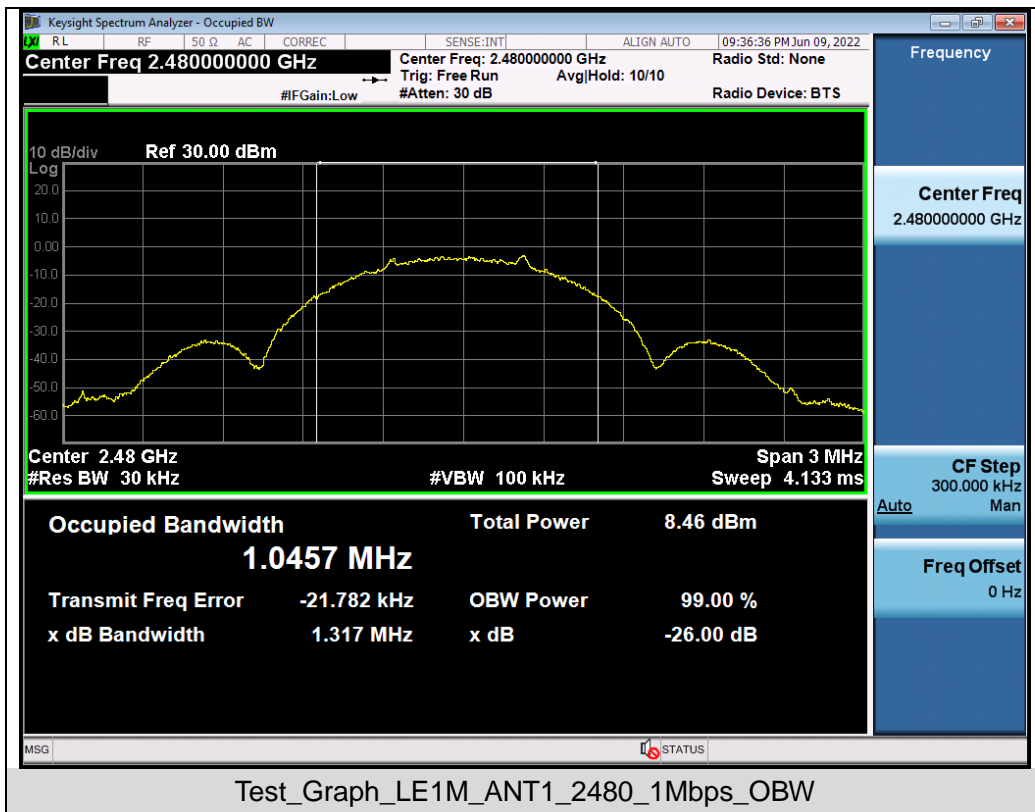 Keysight Spectrum Analyzer - Occupied BW
LXI RL RF 50 Ω AC CORREC SENSE:INT ALIGN AUTO 09:36:36 PM Jun 09, 2022
Center Freq 2.480000000 GHz
Center Freq: 2.480000000 GHz
Radio Std: None
Trig: Free Run Avg|Hold: 10/10
#IFGain:Low
#Atten: 30 dB
Radio Device: BTS
10 dB/div Ref 30.00 dBm
Log
20.0
10.0
0.00
-10.0
-20.0
-30.0
-40.0
-50.0
-60.0
Center 2.48 GHz Span 3 MHz
#Res BW 30 kHz #VBW 100 kHz Sweep 4.133 ms
Occupied Bandwidth Total Power 8.46 dBm
1.0457 MHz
Transmit Freq Error -21.782 kHz OBW Power 99.00 %
x dB Bandwidth 1.317 MHz x dB -26.00 dB
Frequency
Center Freq
2.480000000 GHz
CF Step
300.000 kHz
Auto Man
Freq Offset
0 Hz
MSG STATUS
Test_Graph_LE1M_ANT1_2480_1Mbps_OBW